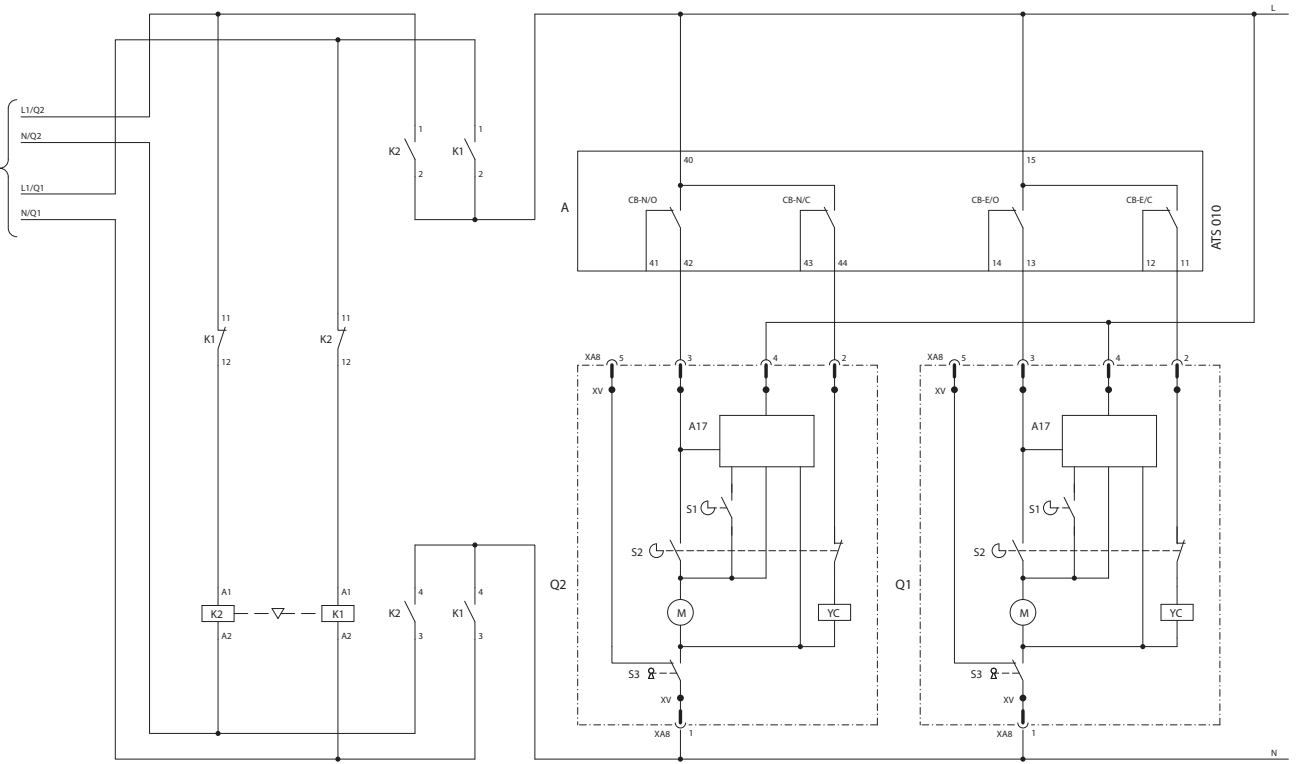 L
L1/Q2
N/Q2
L1/Q1
N/Q1
1
1
K2
K1
2
2
40
15
A
CB-N/O
CB-N/C
CB-E/O
CB-E/C
ATS 010
41
42
43
44
14
13
12
11
11
11
K1
K2
12
12
XA8
5
3
4
2
XA8
5
3
4
2
XV
XV
A17
A17
S1
S1
S2
S2
Q2
Q1
A1
A1
4
4
K2
K1
K2
K1
M
YC
M
YC
A2
A2
3
3
S3
S3
XV
XV
XA8
1
XA8
1
N